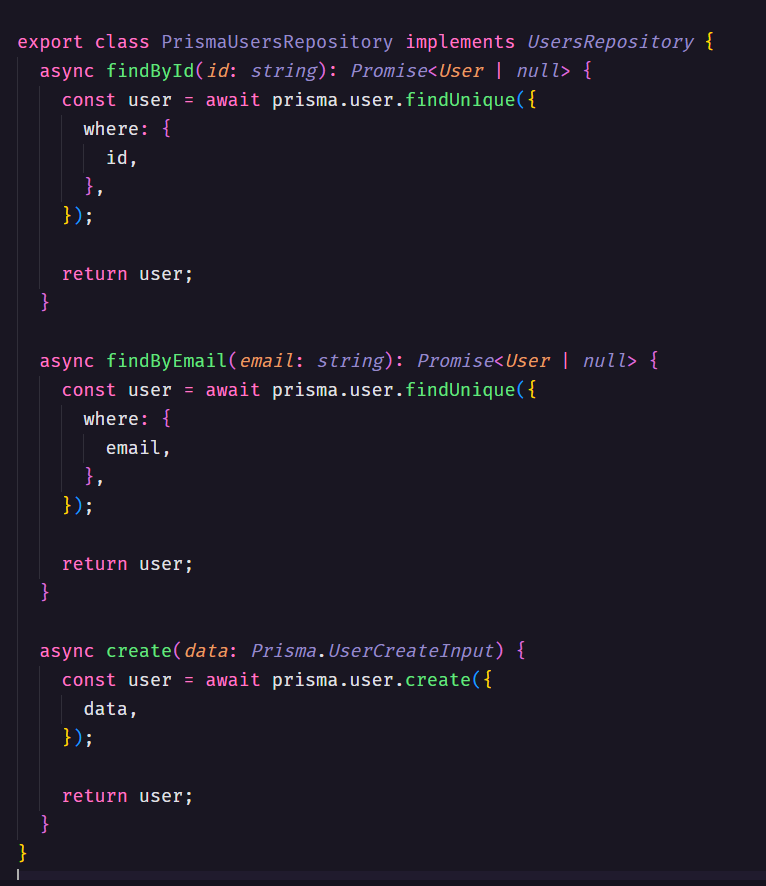 export class PrismaUsersRepository implements UsersRepository {
  async findById(id: string): Promise<User | null> {
    const user = await prisma.user.findUnique({
      where: {
        id,
      },
    });

    return user;
  }

  async findByEmail(email: string): Promise<User | null> {
    const user = await prisma.user.findUnique({
      where: {
        email,
      },
    });

    return user;
  }

  async create(data: Prisma.UserCreateInput) {
    const user = await prisma.user.create({
      data,
    });

    return user;
  }
}